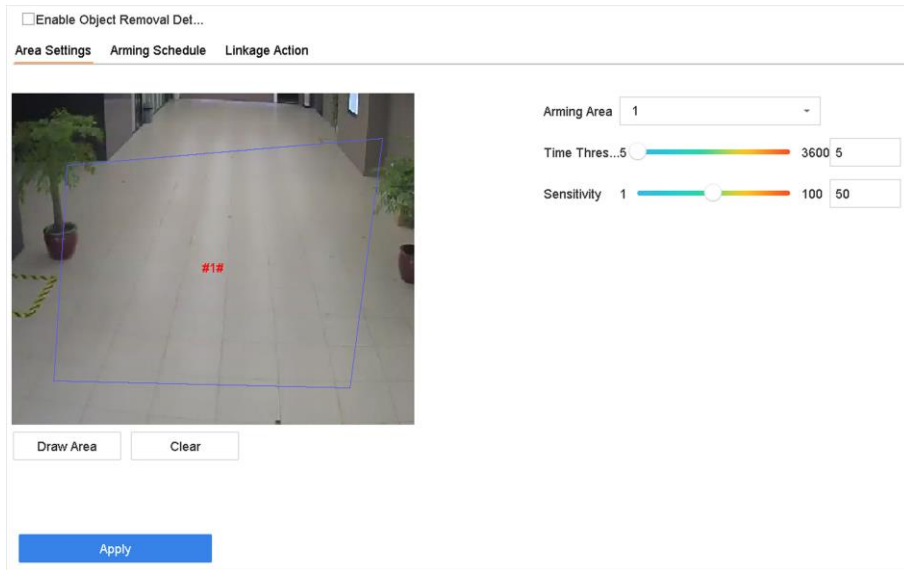 Enable Object Removal Det...
Area Settings Arming Schedule Linkage Action
Arming Area 1
Time Thres...5 3600 5
Sensitivity 1 100 50
#1#
Draw Area Clear
Apply